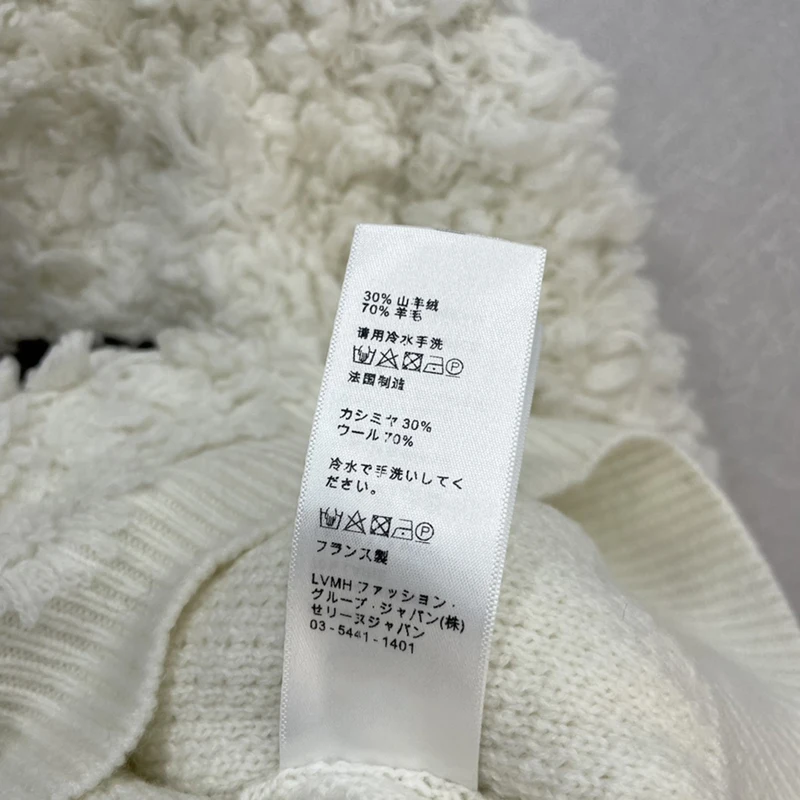 30% 山羊绒
70% 羊毛
请用冷水手洗
法国制造
カシミヤ 30%
ウール 70%
冷水で手洗いしてく
ださい。
フランス製
LVMH ファッション・
グループ・ジャパン(株)
セリーヌジャパン
03-5441-1401